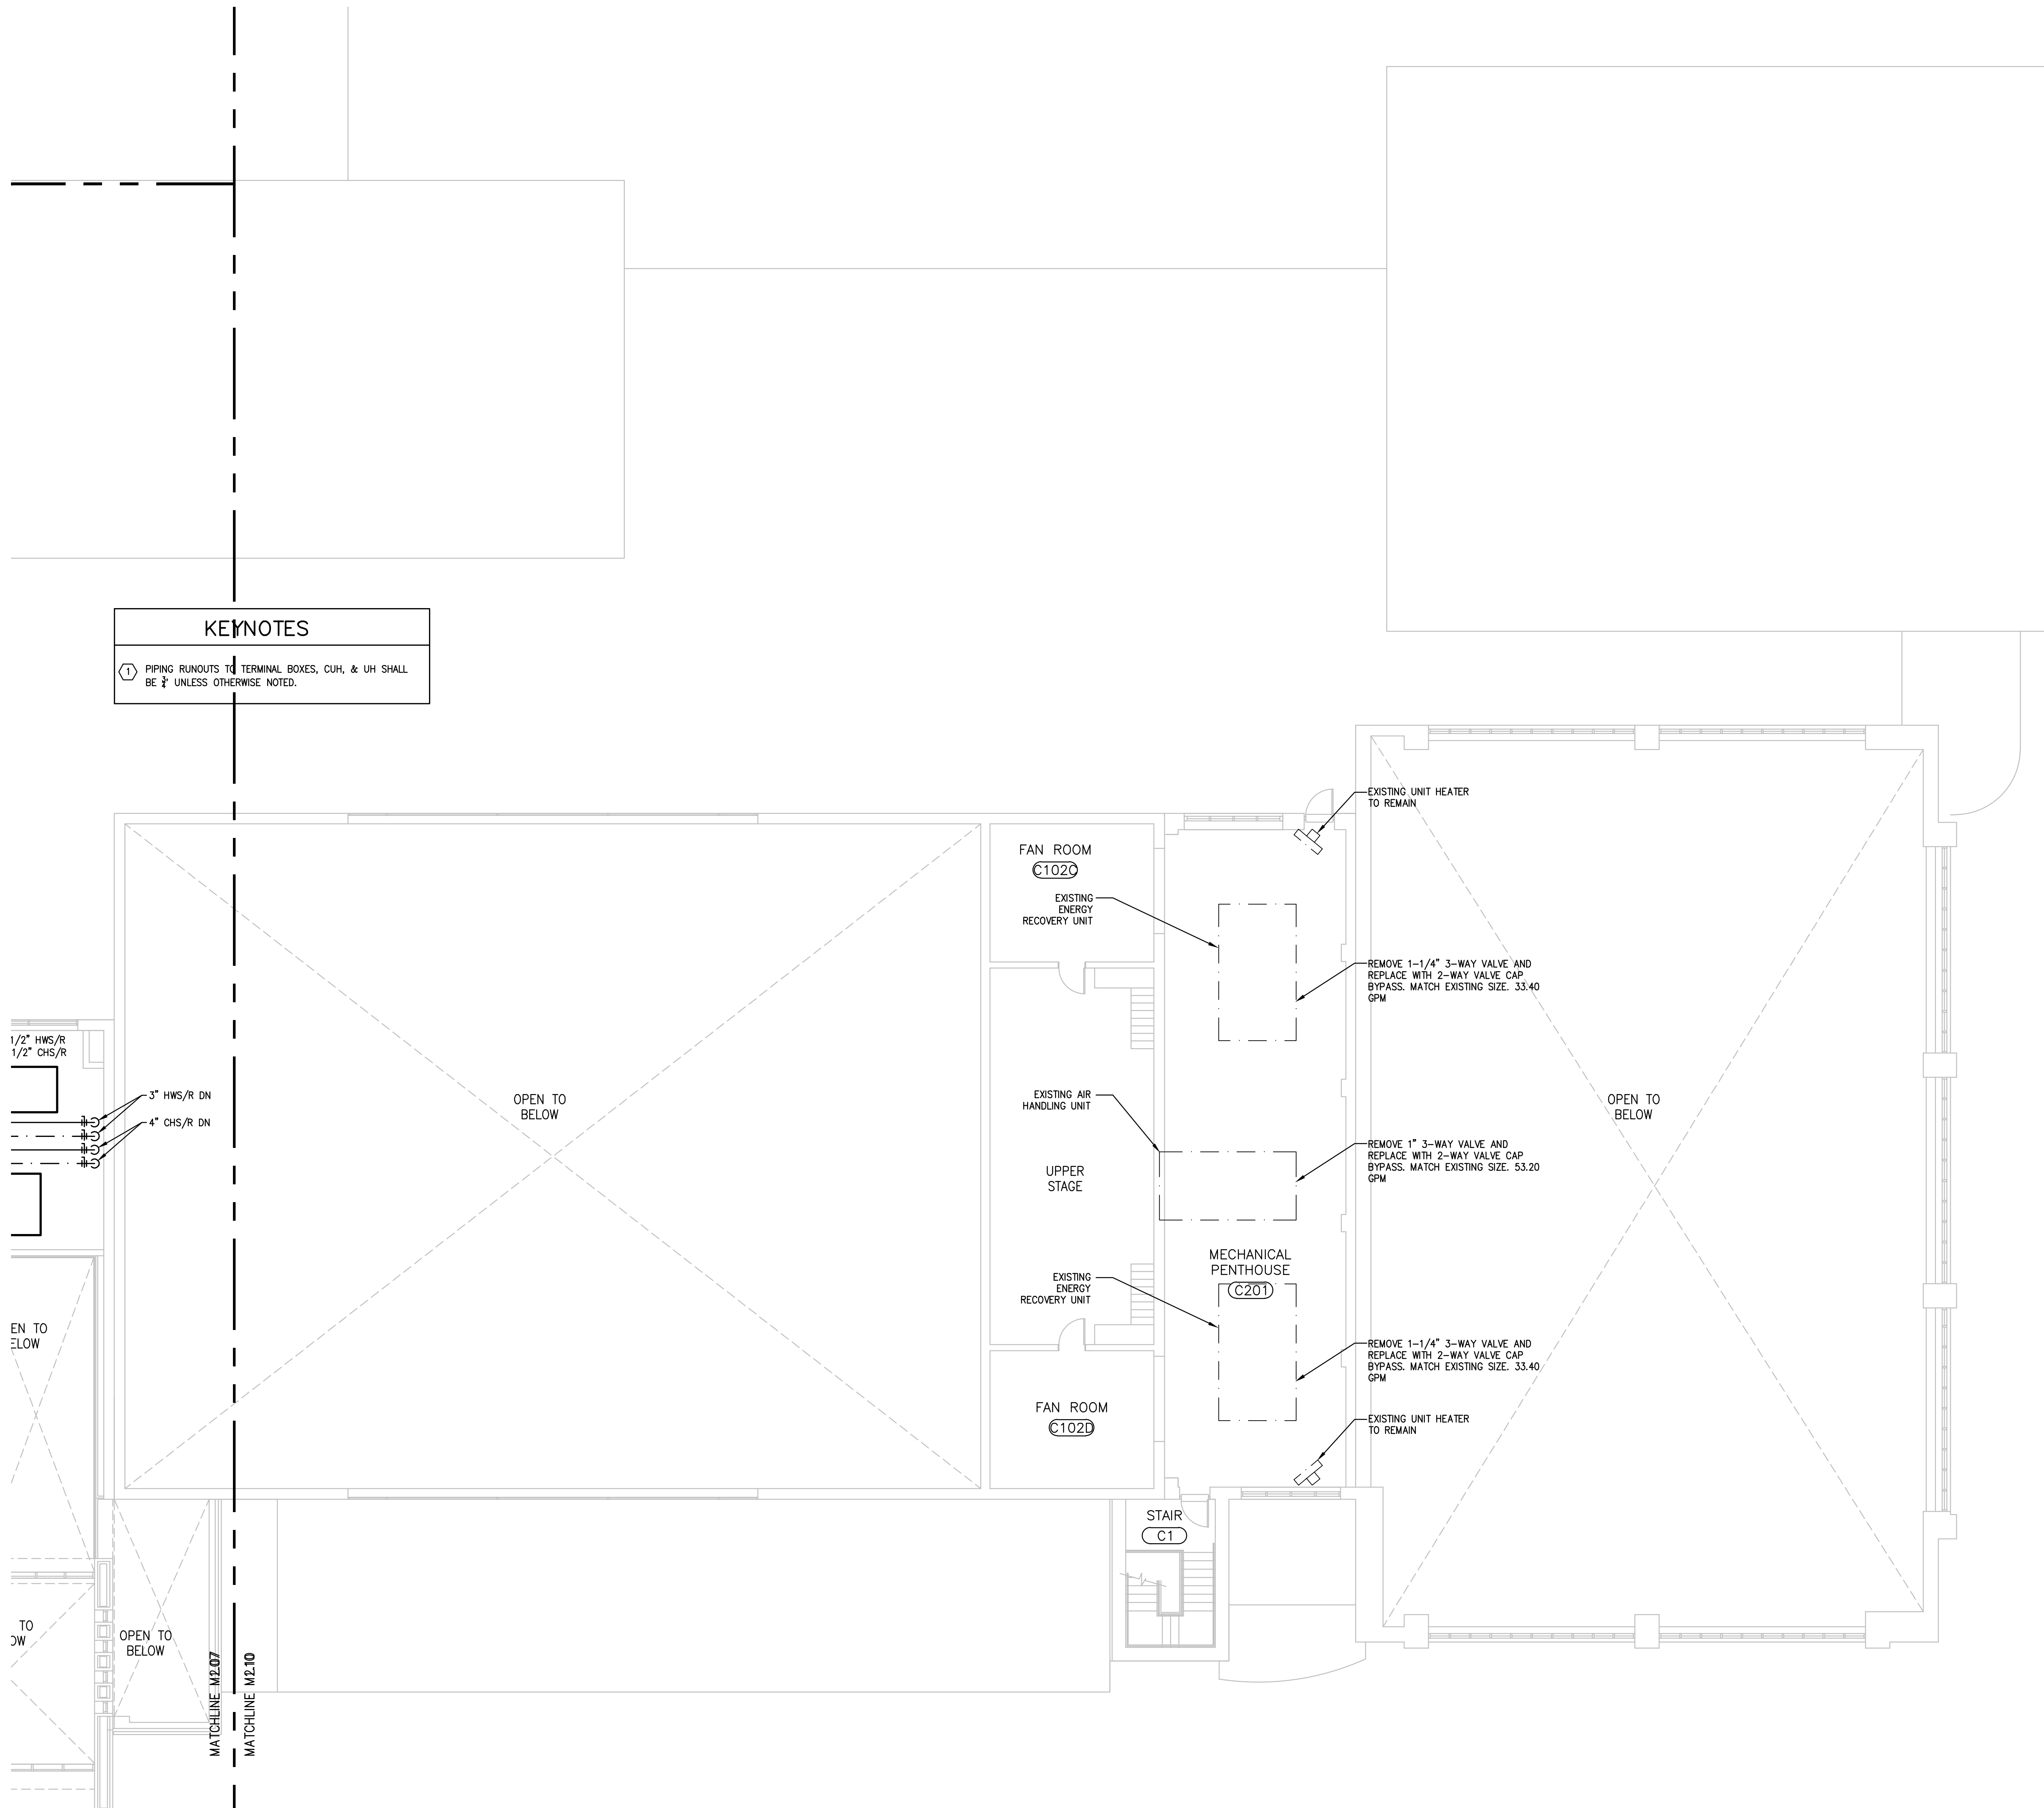 KEYNOTES
1 PIPING RUNOUTS TO TERMINAL BOXES, CUH, & UH SHALL
BE 3/4" UNLESS OTHERWISE NOTED.
EXISTING UNIT HEATER
TO REMAIN
FAN ROOM
C102C
EXISTING
ENERGY
RECOVERY UNIT
REMOVE 1-1/4" 3-WAY VALVE AND
REPLACE WITH 2-WAY VALVE CAP
BYPASS. MATCH EXISTING SIZE. 33.40
GPM
1/2" HWS/R
1/2" CHS/R
3" HWS/R DN
4" CHS/R DN
OPEN TO
BELOW
EXISTING AIR
HANDLING UNIT
OPEN TO
BELOW
REMOVE 1" 3-WAY VALVE AND
REPLACE WITH 2-WAY VALVE CAP
BYPASS. MATCH EXISTING SIZE. 53.20
GPM
UPPER
STAGE
MECHANICAL
PENTHOUSE
C201
EXISTING
ENERGY
RECOVERY UNIT
EN TO
ELOW
REMOVE 1-1/4" 3-WAY VALVE AND
REPLACE WITH 2-WAY VALVE CAP
BYPASS. MATCH EXISTING SIZE. 33.40
GPM
FAN ROOM
C102D
EXISTING UNIT HEATER
TO REMAIN
STAIR
C1
TO
OW
OPEN TO
BELOW
MATCHLINE M2.07
MATCHLINE M2.10